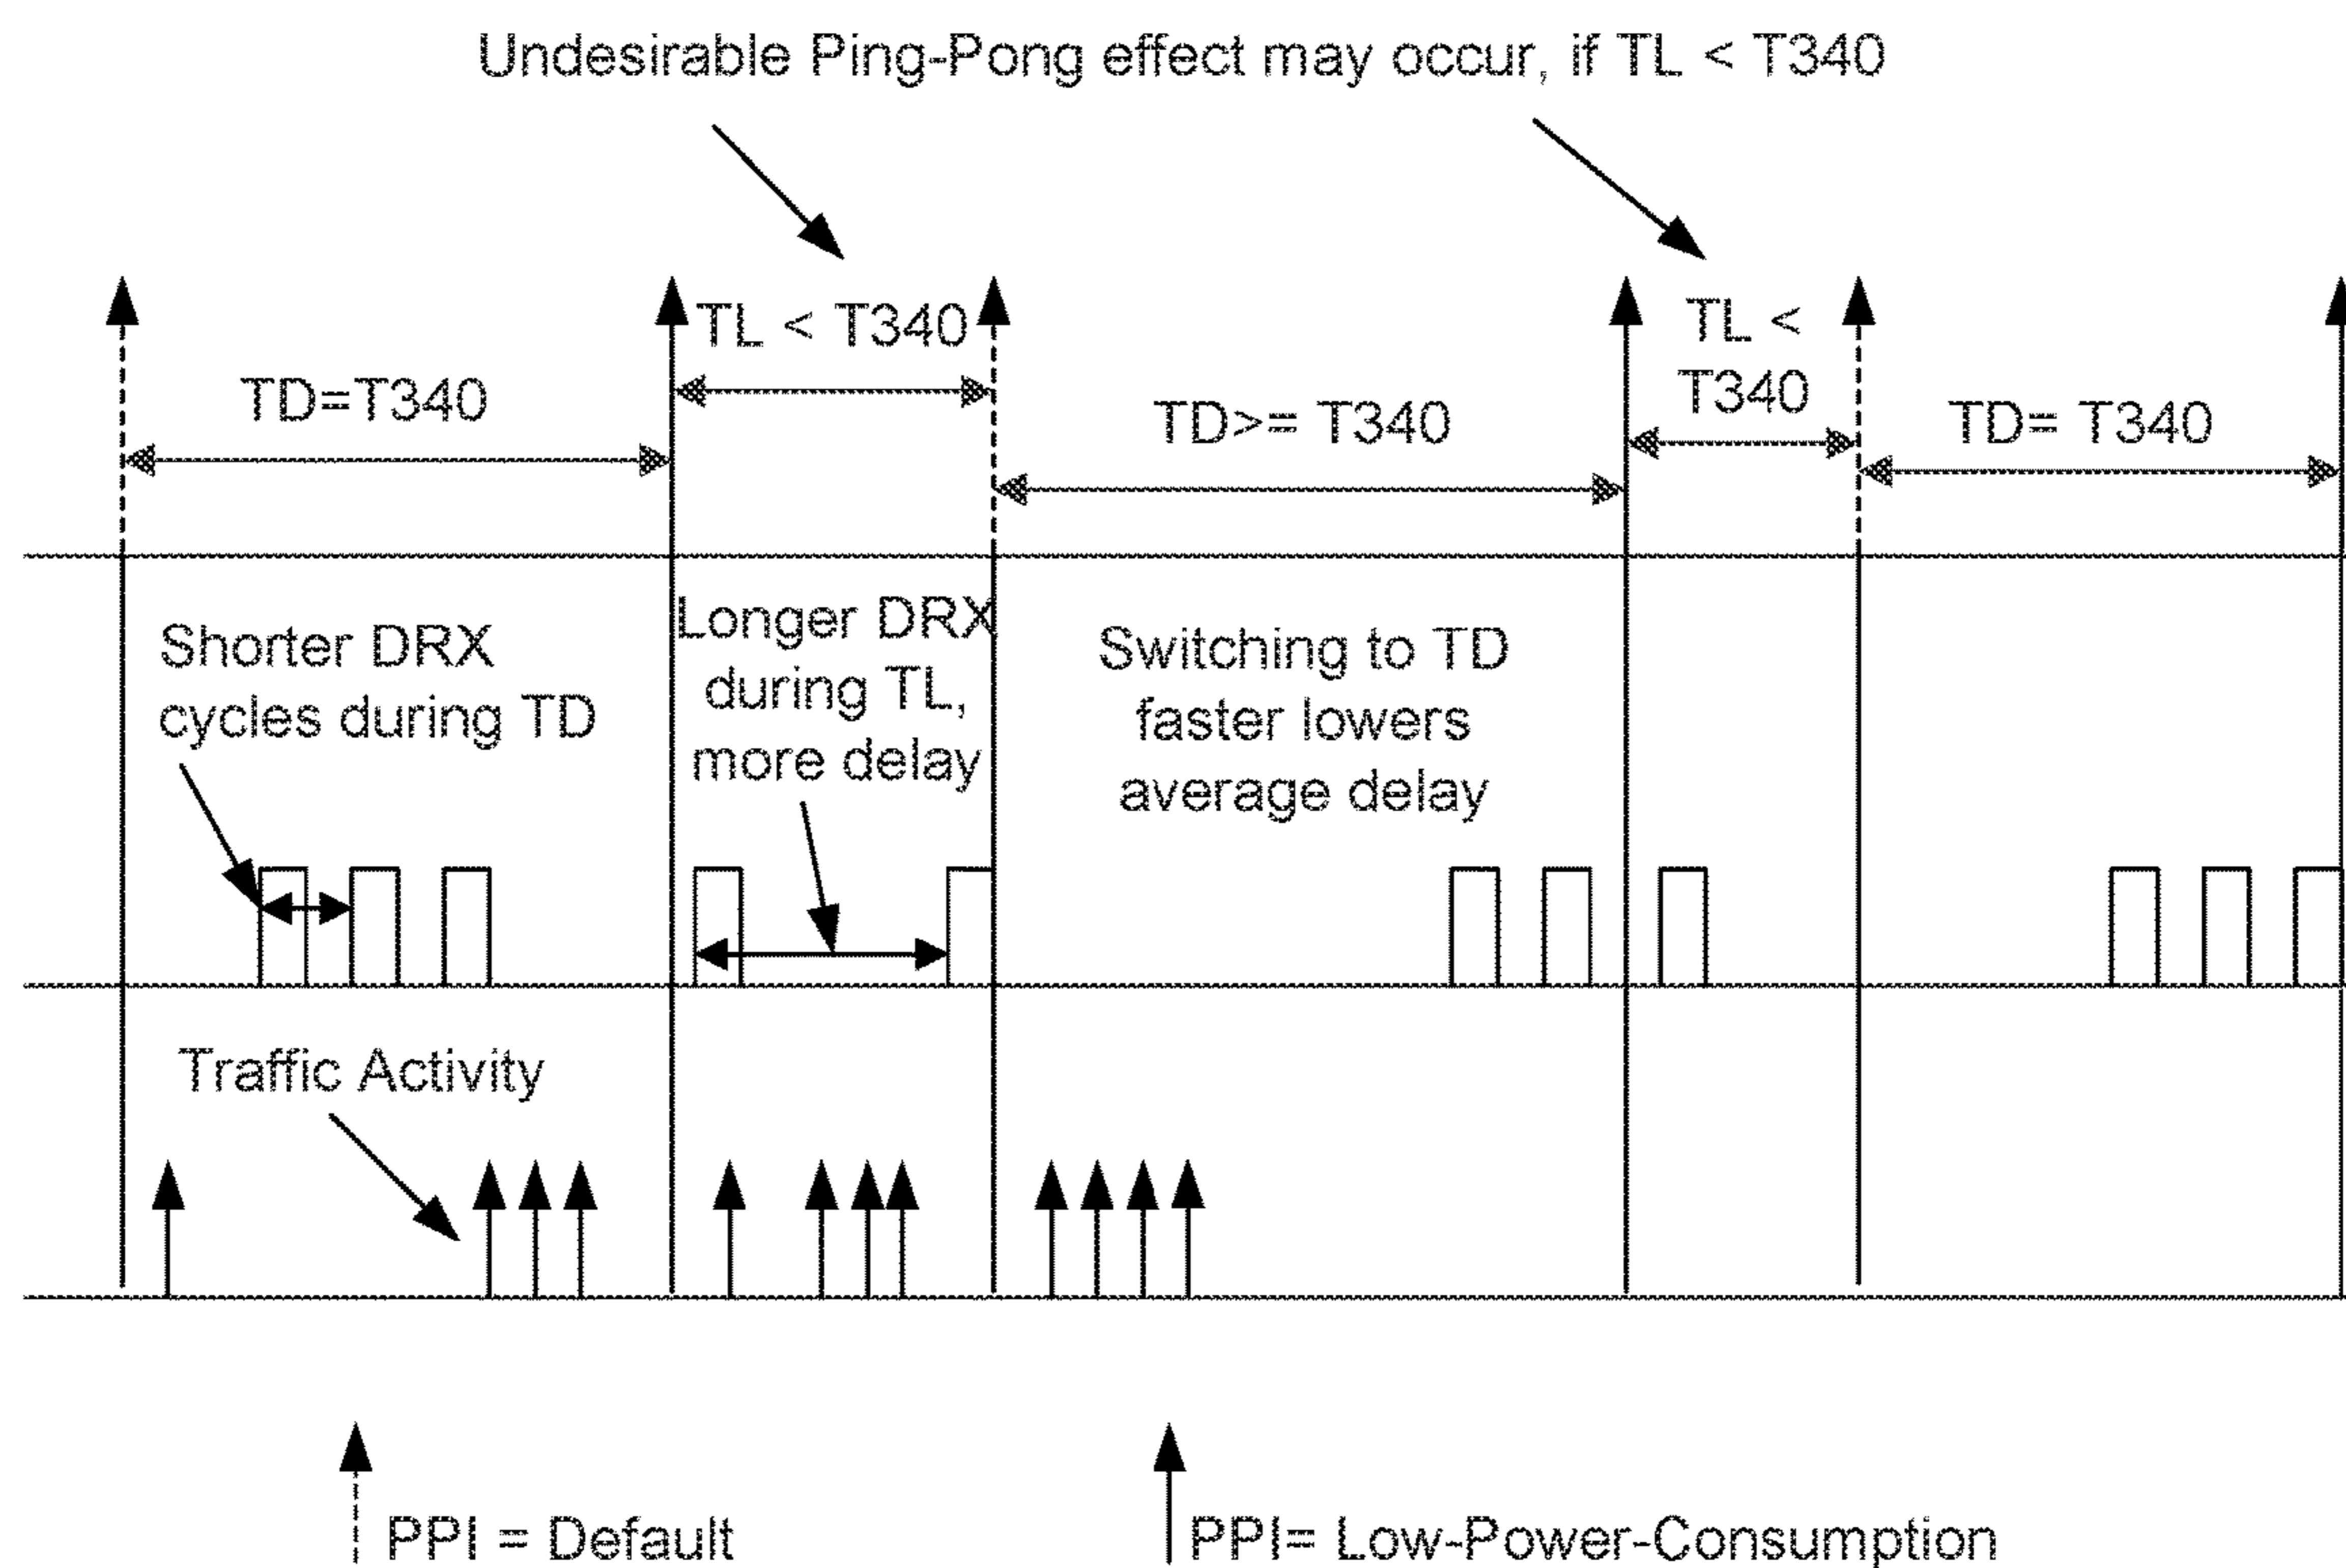 Undesirable Ping-Pong effect may occur, if TL < T340
TD=T340
TL < T340
TD>= T340
TL <
T340
TD= T340
Shorter DRX
cycles during TD
Longer DRX
during TL,
more delay
Switching to TD
faster lowers
average delay
Traffic Activity
PPI = Default
PPI= Low-Power-Consumption